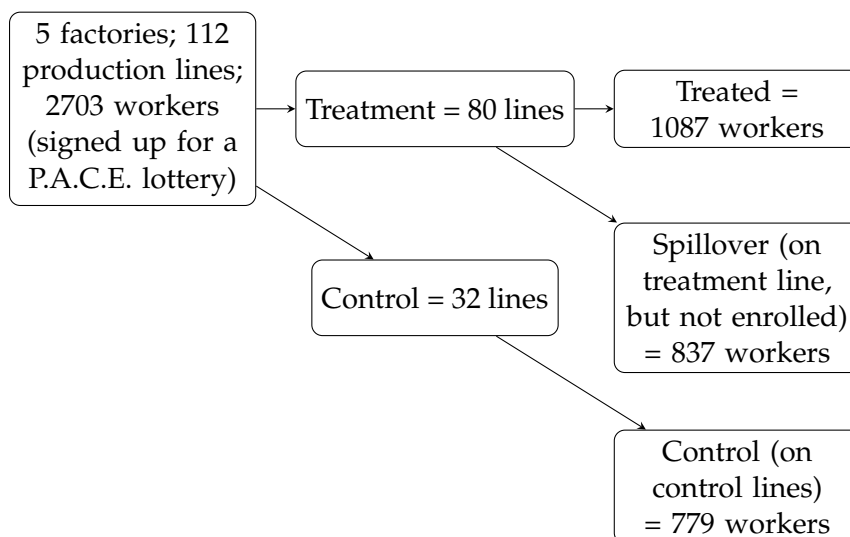 5 factories; 112
production lines;
2703 workers
(signed up for a
P.A.C.E. lottery)
Treatment = 80 lines
Treated =
1087 workers
Spillover (on
treatment line,
but not enrolled)
= 837 workers
Control = 32 lines
Control (on
control lines)
= 779 workers